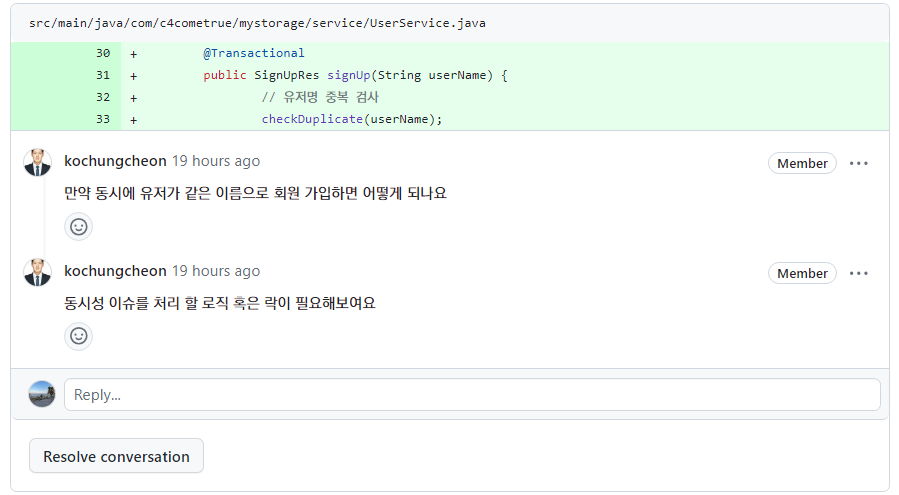 src/main/java/com/c4cometrue/mystorage/service/UserService.java
30 + @Transactional
31 + public SignUpRes signUp(String userName) {
32 + // 유저명 중복 검사
33 + checkDuplicate(userName);
kochungcheon 19 hours ago Member
만약 동시에 유저가 같은 이름으로 회원 가입하면 어떻게 되나요
kochungcheon 19 hours ago Member
동시성 이슈를 처리 할 로직 혹은 락이 필요해보여요
Reply...
Resolve conversation